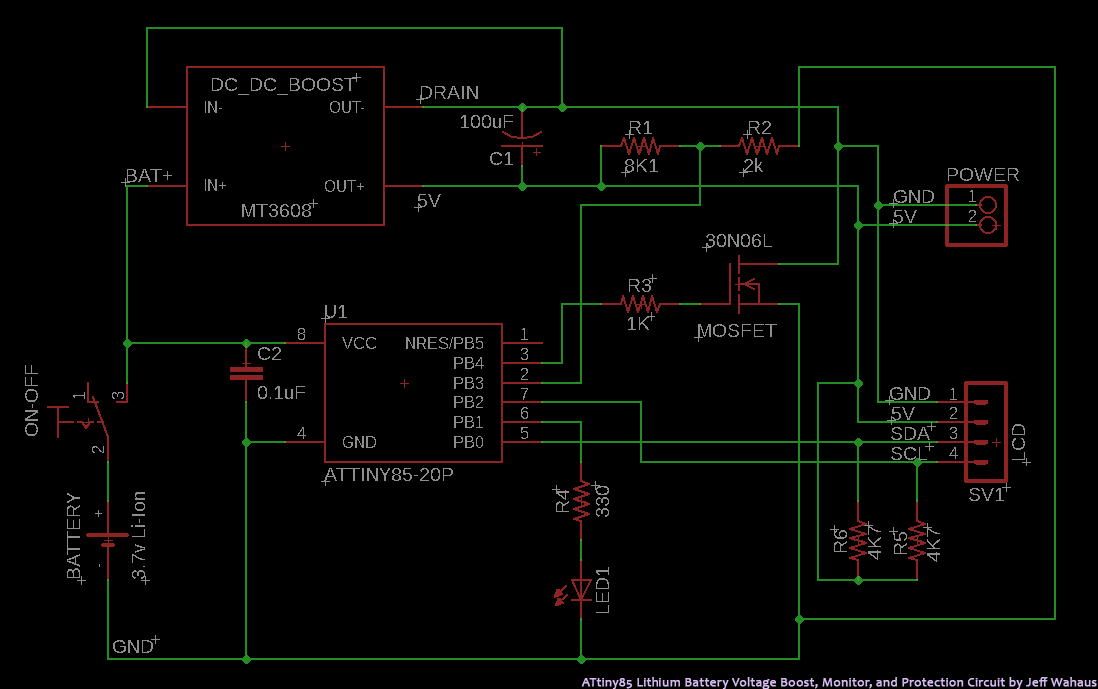 DC_DC_BOOST
IN-
OUT-
DRAIN
100uF
C1
R1
8K1
R2
2k
BAT+
IN+
OUT+
5V
MT3608
POWER
GND
1
5V
2
30N06L
R3
1K
MOSFET
U1
8
VCC
NRES/PB5
1
PB4
3
PB3
2
PB2
7
PB1
6
PB0
5
4
GND
ATTINY85-20P
C2
0.1uF
ON-OFF
1
3
2
BATTERY
+
-
3.7v Li-Ion
GND
R4
330
LED1
GND
1
5V
2
SDA
3
SCL
4
LCD
SV1
R6
4K7
R5
4K7
ATtiny85 Lithium Battery Voltage Boost, Monitor, and Protection Circuit by Jeff Wahaus